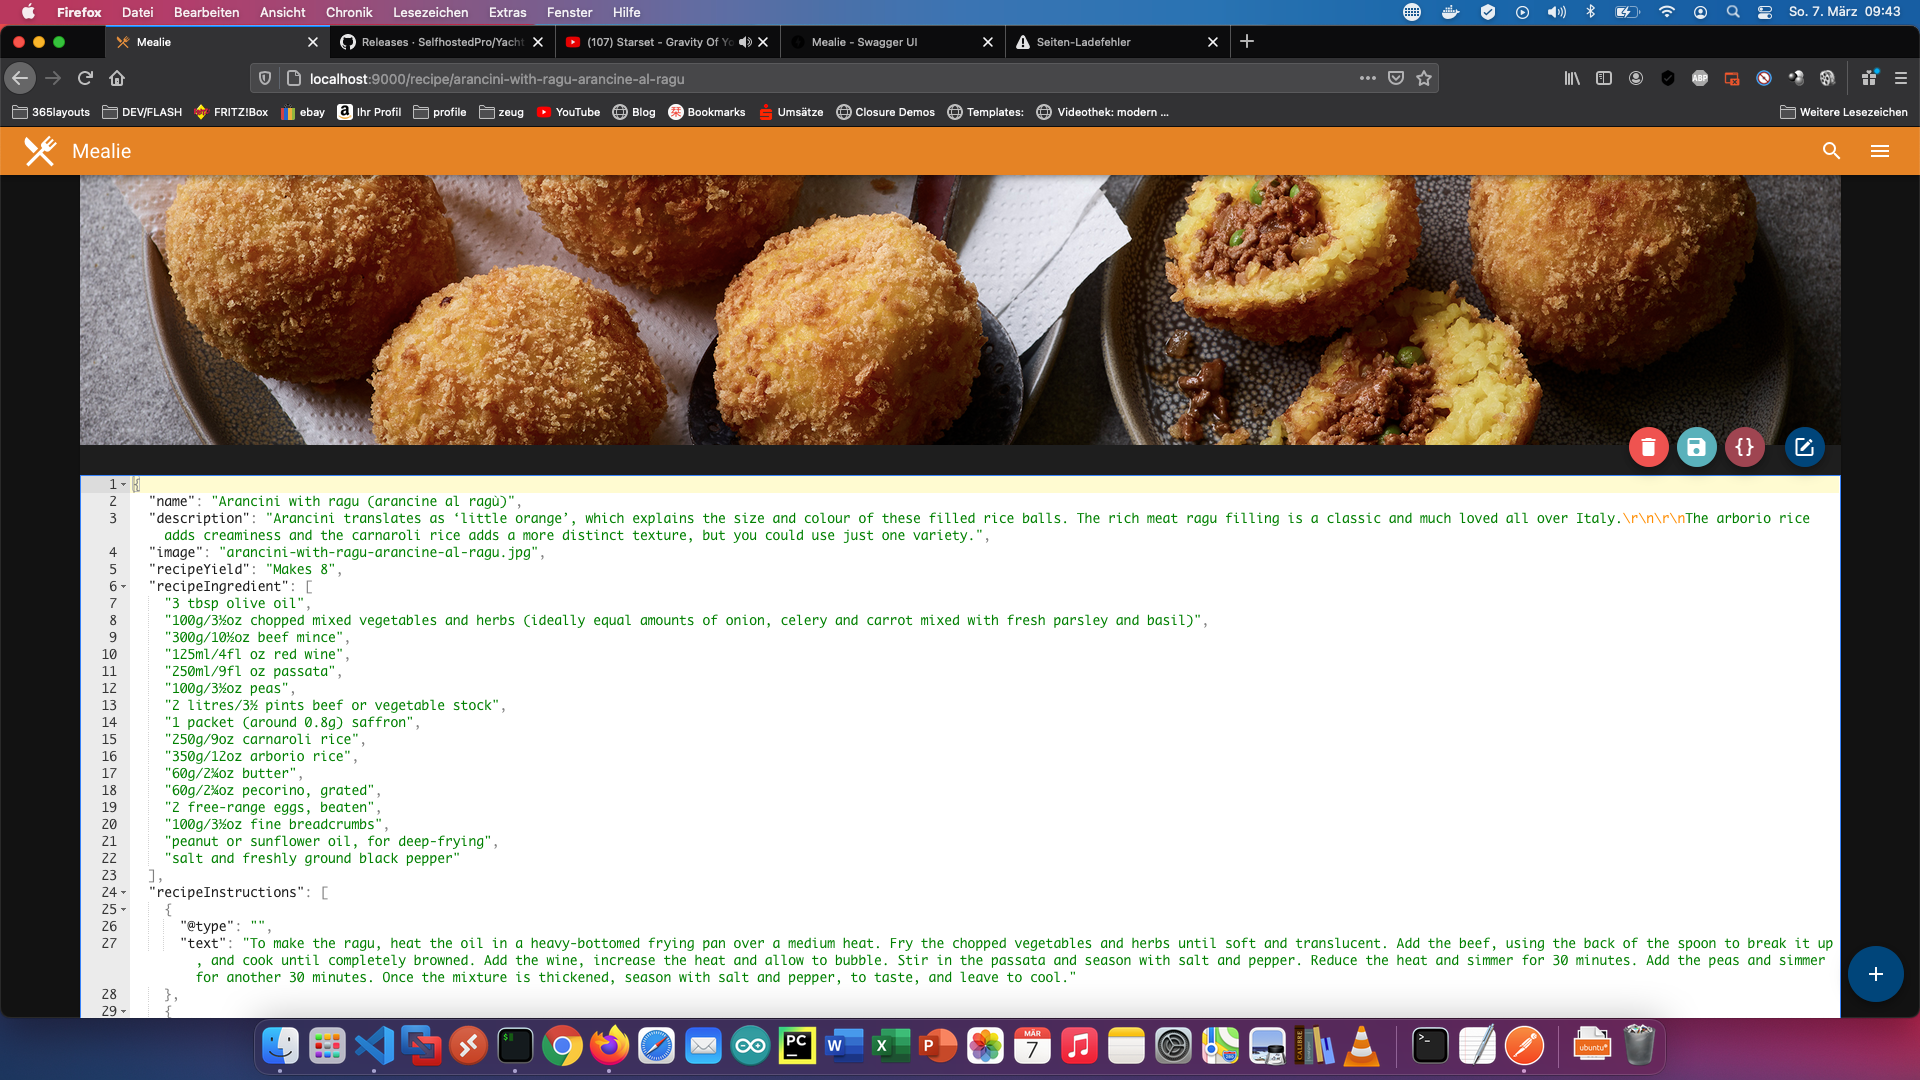 Firefox Datei Bearbeiten Ansicht Chronik Lesezeichen Extras Fenster Hilfe So. 7. März 09:43
Mealie Releases · SelfhostedPro/Yacht (107) Starset - Gravity Of Yo Mealie - Swagger UI Seiten-Ladefehler
localhost:9000/recipe/arancini-with-ragu-arancine-al-ragu ABP
365layouts DEV/FLASH FRITZ!Box ebay Ihr Profil profile zeug YouTube Blog Bookmarks Umsätze Closure Demos Templates: Videothek: modern ... Weitere Lesezeichen
Mealie
{}
1 {
2 "name": "Arancini with ragu (arancine al ragù)",
3 "description": "Arancini translates as ‘little orange’, which explains the size and colour of these filled rice balls. The rich meat ragu filling is a classic and much loved all over Italy.\r\n\r\nThe arborio rice
adds creaminess and the carnaroli rice adds a more distinct texture, but you could use just one variety.",
4 "image": "arancini-with-ragu-arancine-al-ragu.jpg",
5 "recipeYield": "Makes 8",
6 "recipeIngredient": [
7 "3 tbsp olive oil",
8 "100g/3½oz chopped mixed vegetables and herbs (ideally equal amounts of onion, celery and carrot mixed with fresh parsley and basil)",
9 "300g/10½oz beef mince",
10 "125ml/4fl oz red wine",
11 "250ml/9fl oz passata",
12 "100g/3½oz peas",
13 "2 litres/3½ pints beef or vegetable stock",
14 "1 packet (around 0.8g) saffron",
15 "250g/9oz carnaroli rice",
16 "350g/12oz arborio rice",
17 "60g/2¼oz butter",
18 "60g/2¼oz pecorino, grated",
19 "2 free-range eggs, beaten",
20 "100g/3½oz fine breadcrumbs",
21 "peanut or sunflower oil, for deep-frying",
22 "salt and freshly ground black pepper"
23 ],
24 "recipeInstructions": [
25 {
26 "@type": "",
27 "text": "To make the ragu, heat the oil in a heavy-bottomed frying pan over a medium heat. Fry the chopped vegetables and herbs until soft and translucent. Add the beef, using the back of the spoon to break it up
, and cook until completely browned. Add the wine, increase the heat and allow to bubble. Stir in the passata and season with salt and pepper. Reduce the heat and simmer for 30 minutes. Add the peas and simmer
for another 30 minutes. Once the mixture is thickened, season with salt and pepper, to taste, and leave to cool."
28 },
29 {
PC W X P MÄR 7 CALIBRE ubuntu